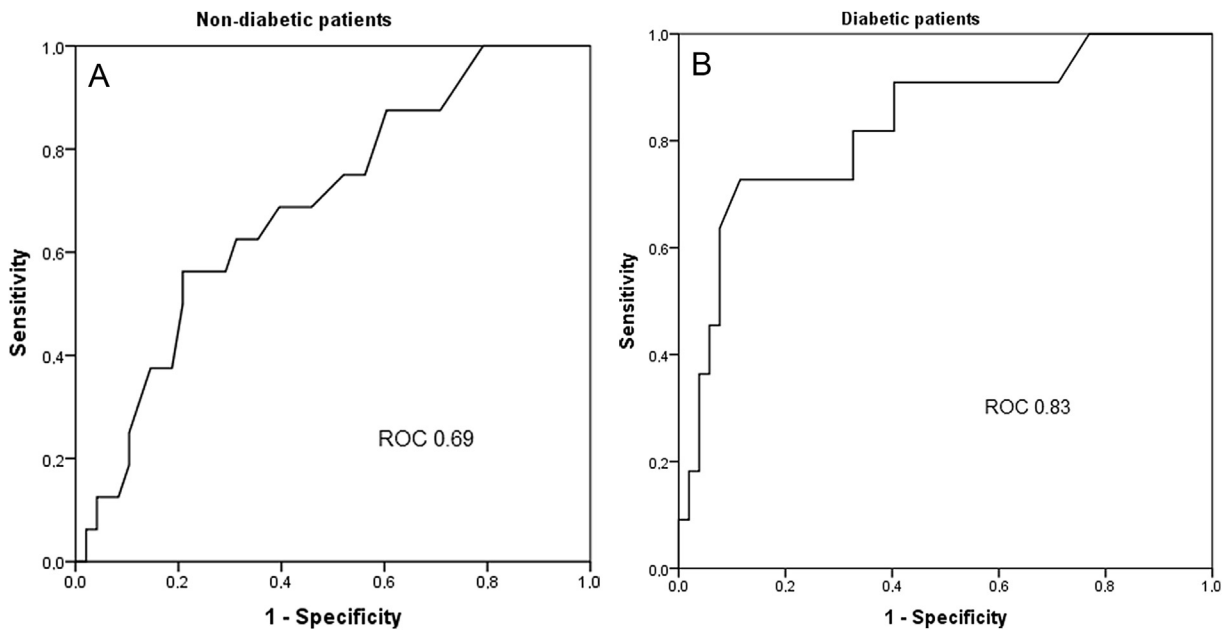 Non-diabetic patients
A
1.0
0.8
0.6
0.4
0.2
0.0
Sensitivity
ROC 0.69
0.0 0.2 0.4 0.6 0.8 1.0
1 - Specificity
Diabetic patients
B
1.0
0.8
0.6
0.4
0.2
0.0
Sensitivity
ROC 0.83
0.0 0.2 0.4 0.6 0.8 1.0
1 - Specificity